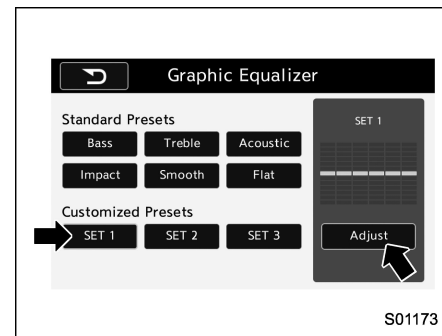 Graphic Equalizer
Standard Presets
SET 1
Bass Treble Acoustic
Impact Smooth Flat
Customized Presets
SET 1 SET 2 SET 3
Adjust
S01173